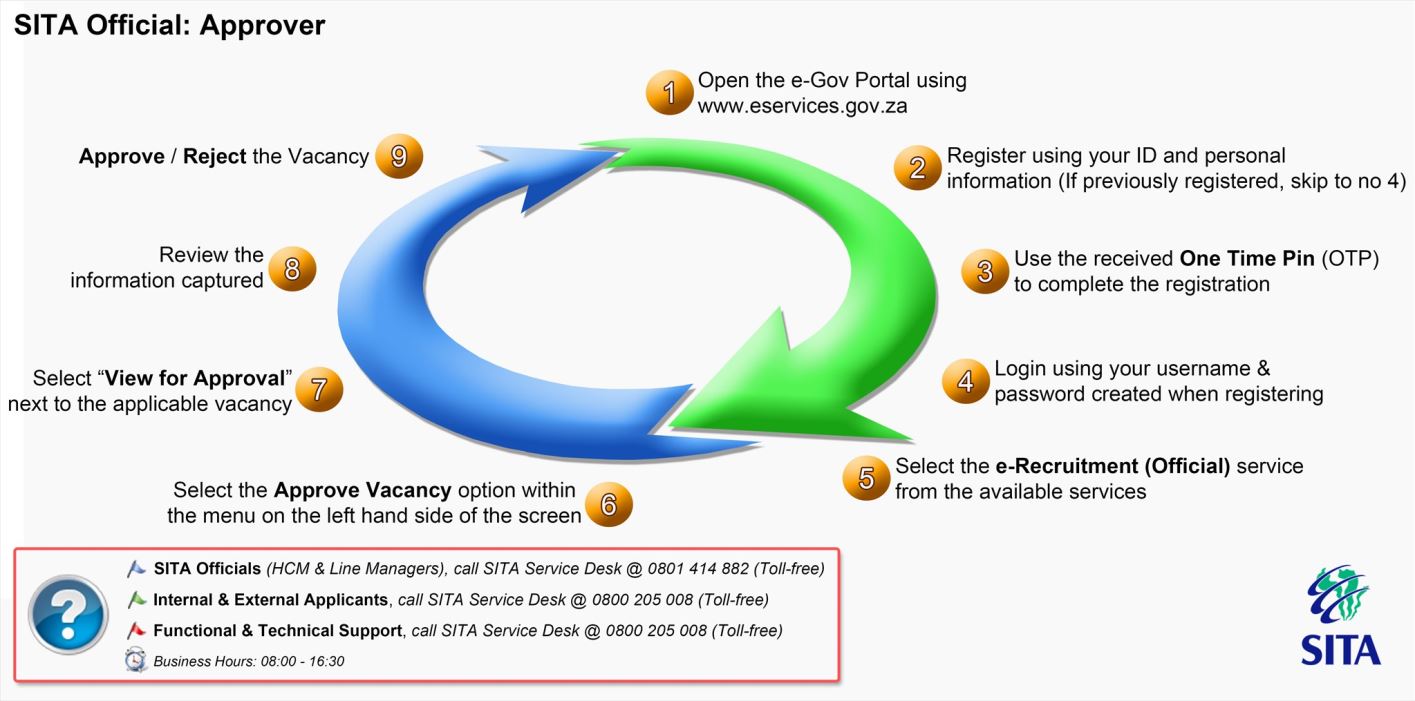 SITA Official: Approver
1
Open the e-Gov Portal using
www.eservices.gov.za
2
Register using your ID and personal
information (If previously registered, skip to no 4)
3
Use the received One Time Pin (OTP)
to complete the registration
4
Login using your username &
password created when registering
5
Select the e-Recruitment (Official) service
from the available services
6
Select the Approve Vacancy option within
the menu on the left hand side of the screen
7
Select “View for Approval”
next to the applicable vacancy
8
Review the
information captured
9
Approve / Reject the Vacancy
?
SITA Officials (HCM & Line Managers), call SITA Service Desk @ 0801 414 882 (Toll-free)
Internal & External Applicants, call SITA Service Desk @ 0800 205 008 (Toll-free)
Functional & Technical Support, call SITA Service Desk @ 0800 205 008 (Toll-free)
Business Hours: 08:00 - 16:30
SITA